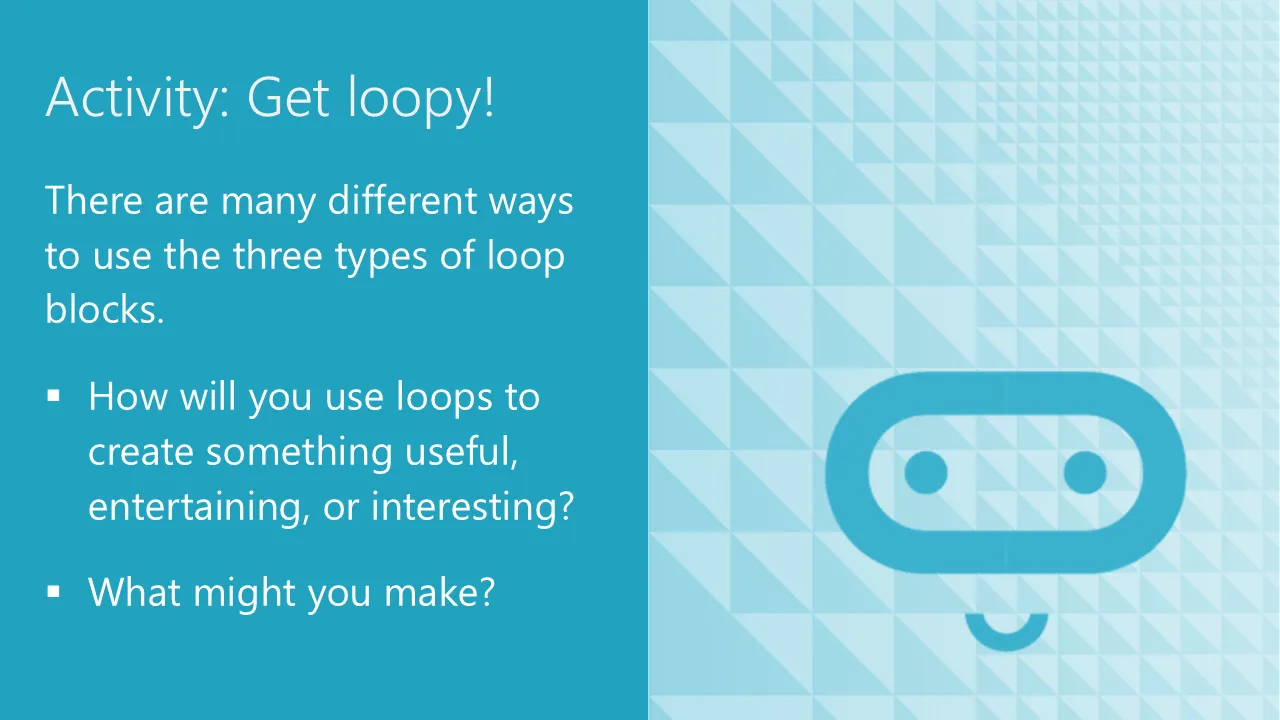 Activity: Get loopy!
There are many different ways
to use the three types of loop
blocks.
▪ How will you use loops to
create something useful,
entertaining, or interesting?
▪ What might you make?